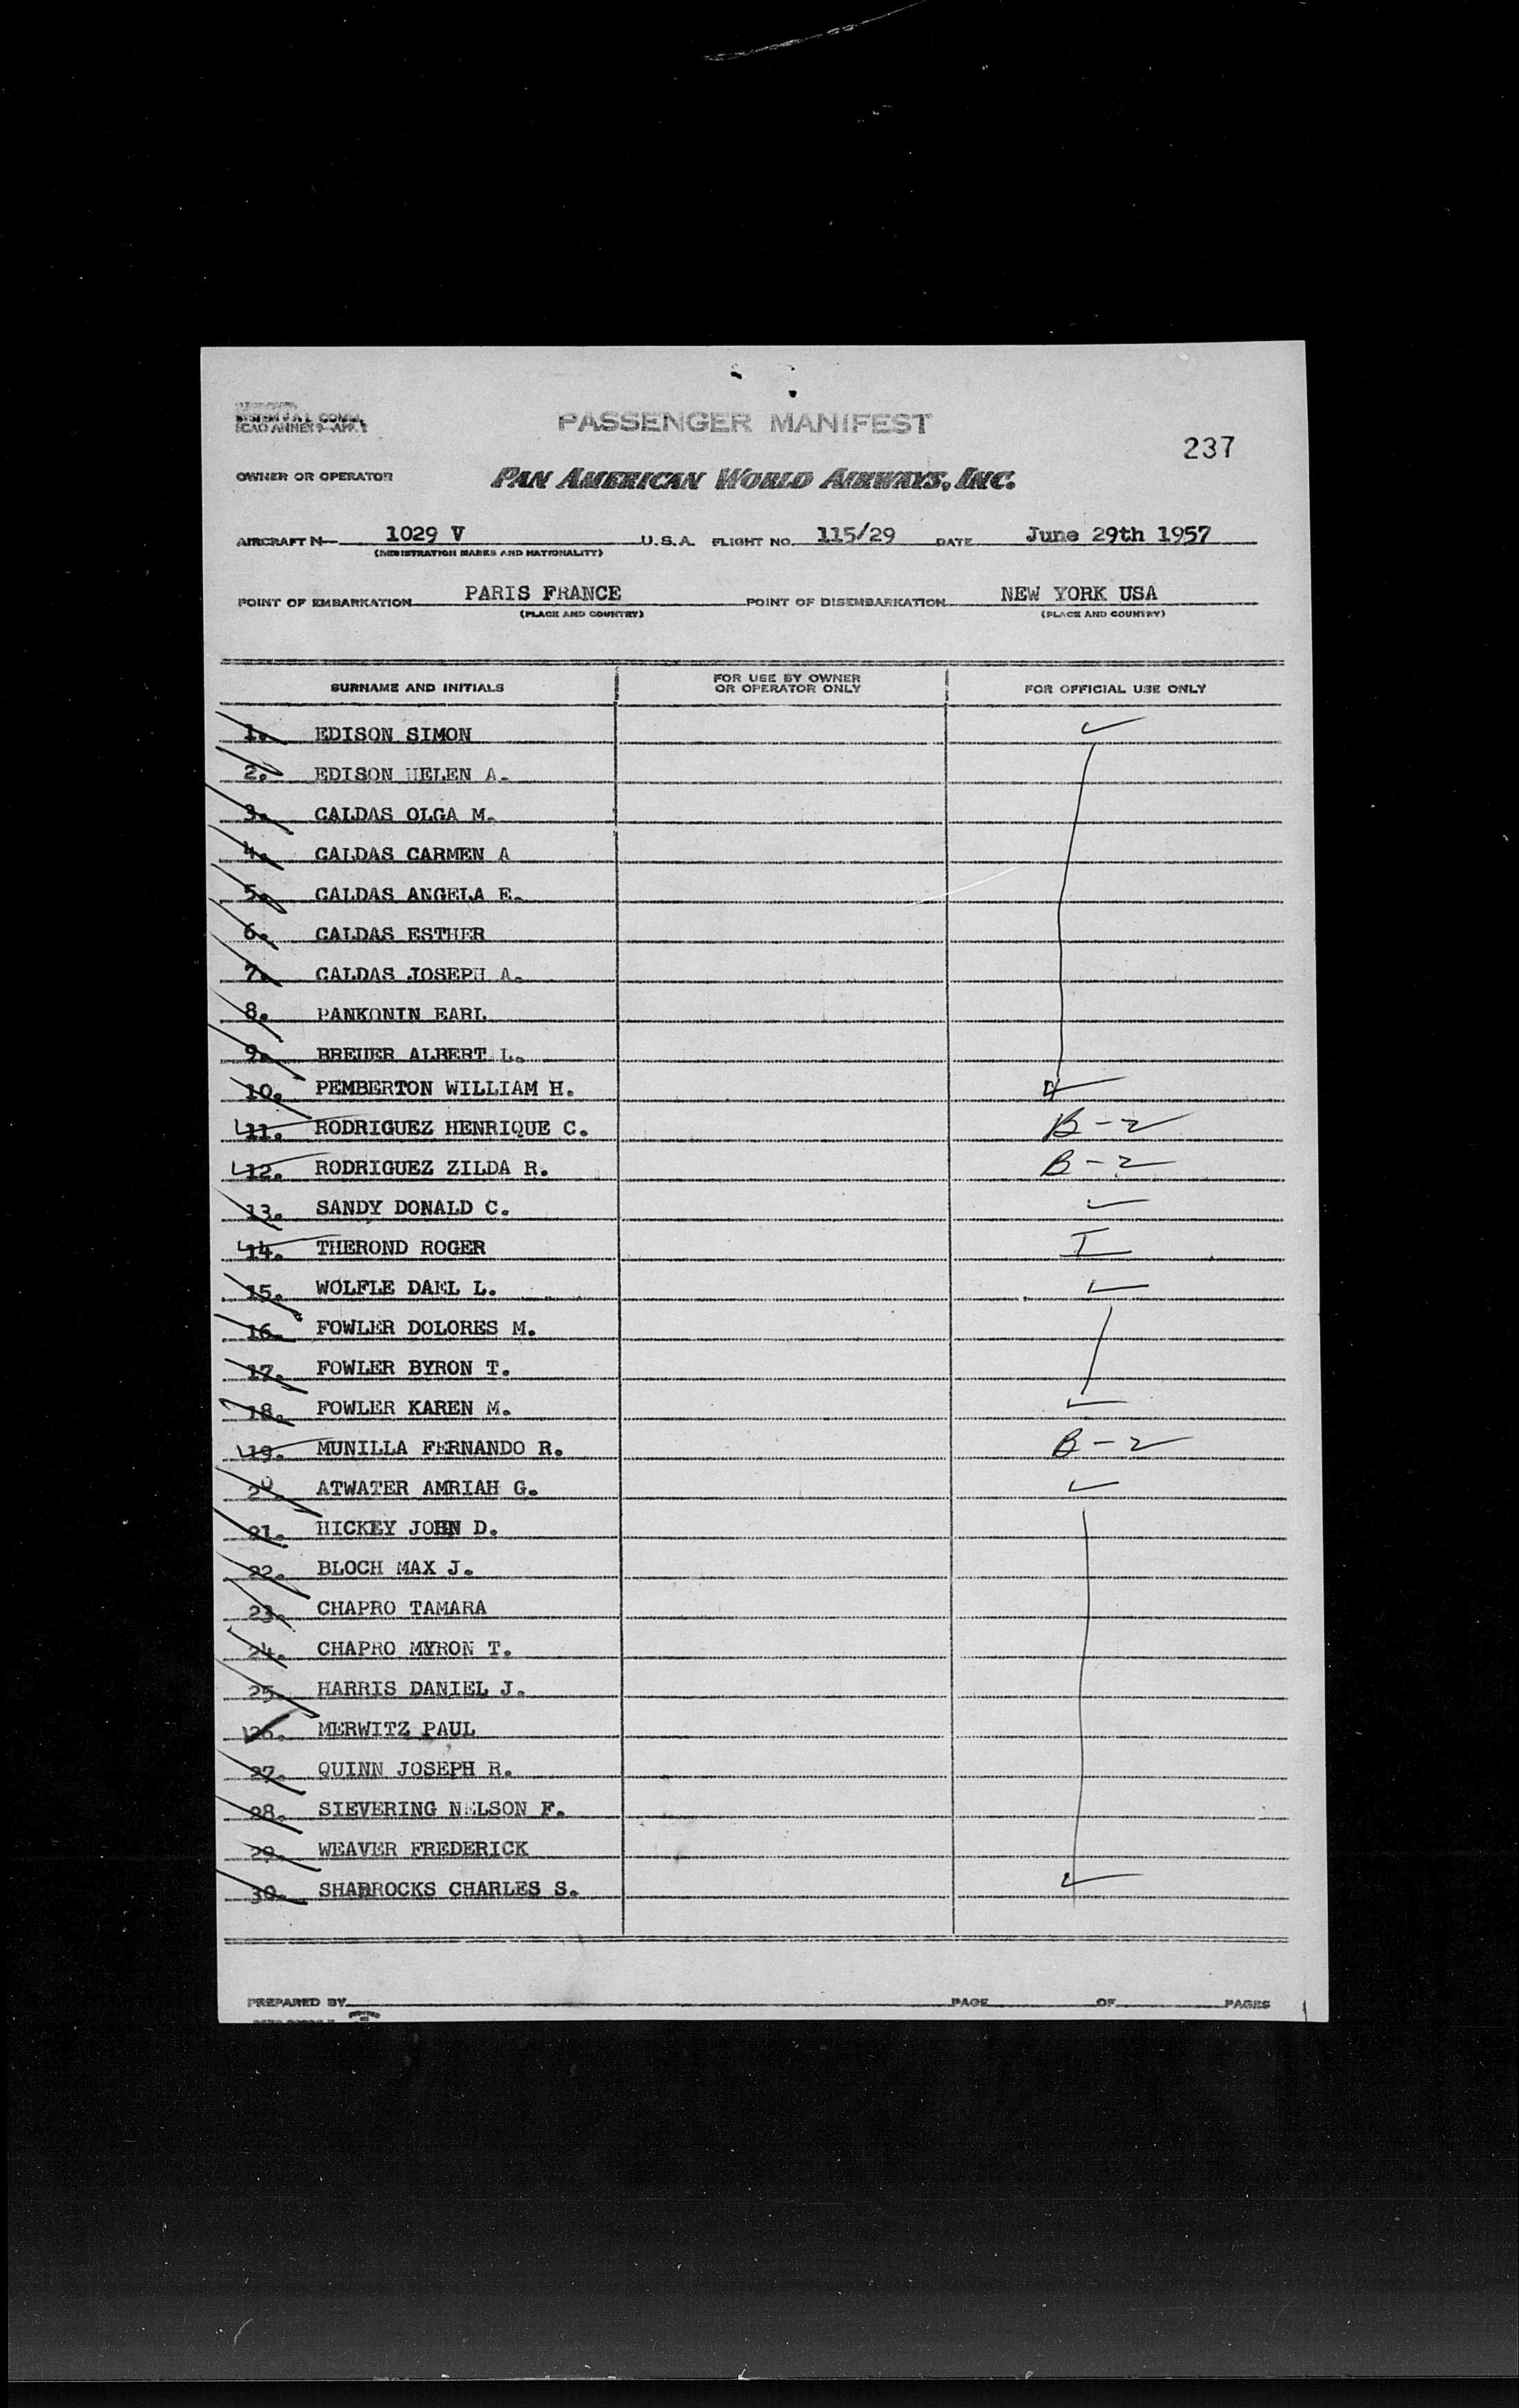 PASSENGER MANIFEST
237
OWNER OR OPERATOR PAN AMERICAN WORLD AIRWAYS, INC.
AIRCRAFT N— 1029 V U.S.A. FLIGHT NO. 115/29 DATE June 29th 1957
(REGISTRATION MARKS AND NATIONALITY)
POINT OF EMBARKATION PARIS FRANCE POINT OF DISEMBARKATION NEW YORK USA
(PLACE AND COUNTRY) (PLACE AND COUNTRY)
SURNAME AND INITIALS FOR USE BY OWNER OR OPERATOR ONLY FOR OFFICIAL USE ONLY
1. EDISON SIMON ✓
2. EDISON HELEN A.
3. CALDAS OLGA M.
4. CALDAS CARMEN A
5. CALDAS ANGELA E.
6. CALDAS ESTHER
7. CALDAS JOSEPH A.
8. PANKONIN EARL
9. BREUER ALBERT L.
10. PEMBERTON WILLIAM H. ✓
11. RODRIGUEZ HENRIQUE C. B-2
12. RODRIGUEZ ZILDA R. B-2
13. SANDY DONALD C. ✓
14. THEROND ROGER I
15. WOLFLE DAEL L. ✓
16. FOWLER DOLORES M.
17. FOWLER BYRON T.
18. FOWLER KAREN M. ✓
19. MUNILLA FERNANDO R. B-2
20. ATWATER AMRIAH G. ✓
21. HICKEY JOHN D.
22. BLOCH MAX J.
23. CHAPRO TAMARA
24. CHAPRO MYRON T.
25. HARRIS DANIEL J.
26. MERWITZ PAUL
27. QUINN JOSEPH R.
28. SIEVERING NELSON F.
29. WEAVER FREDERICK
30. SHARROCKS CHARLES S. ✓
PREPARED BY PAGE OF PAGES